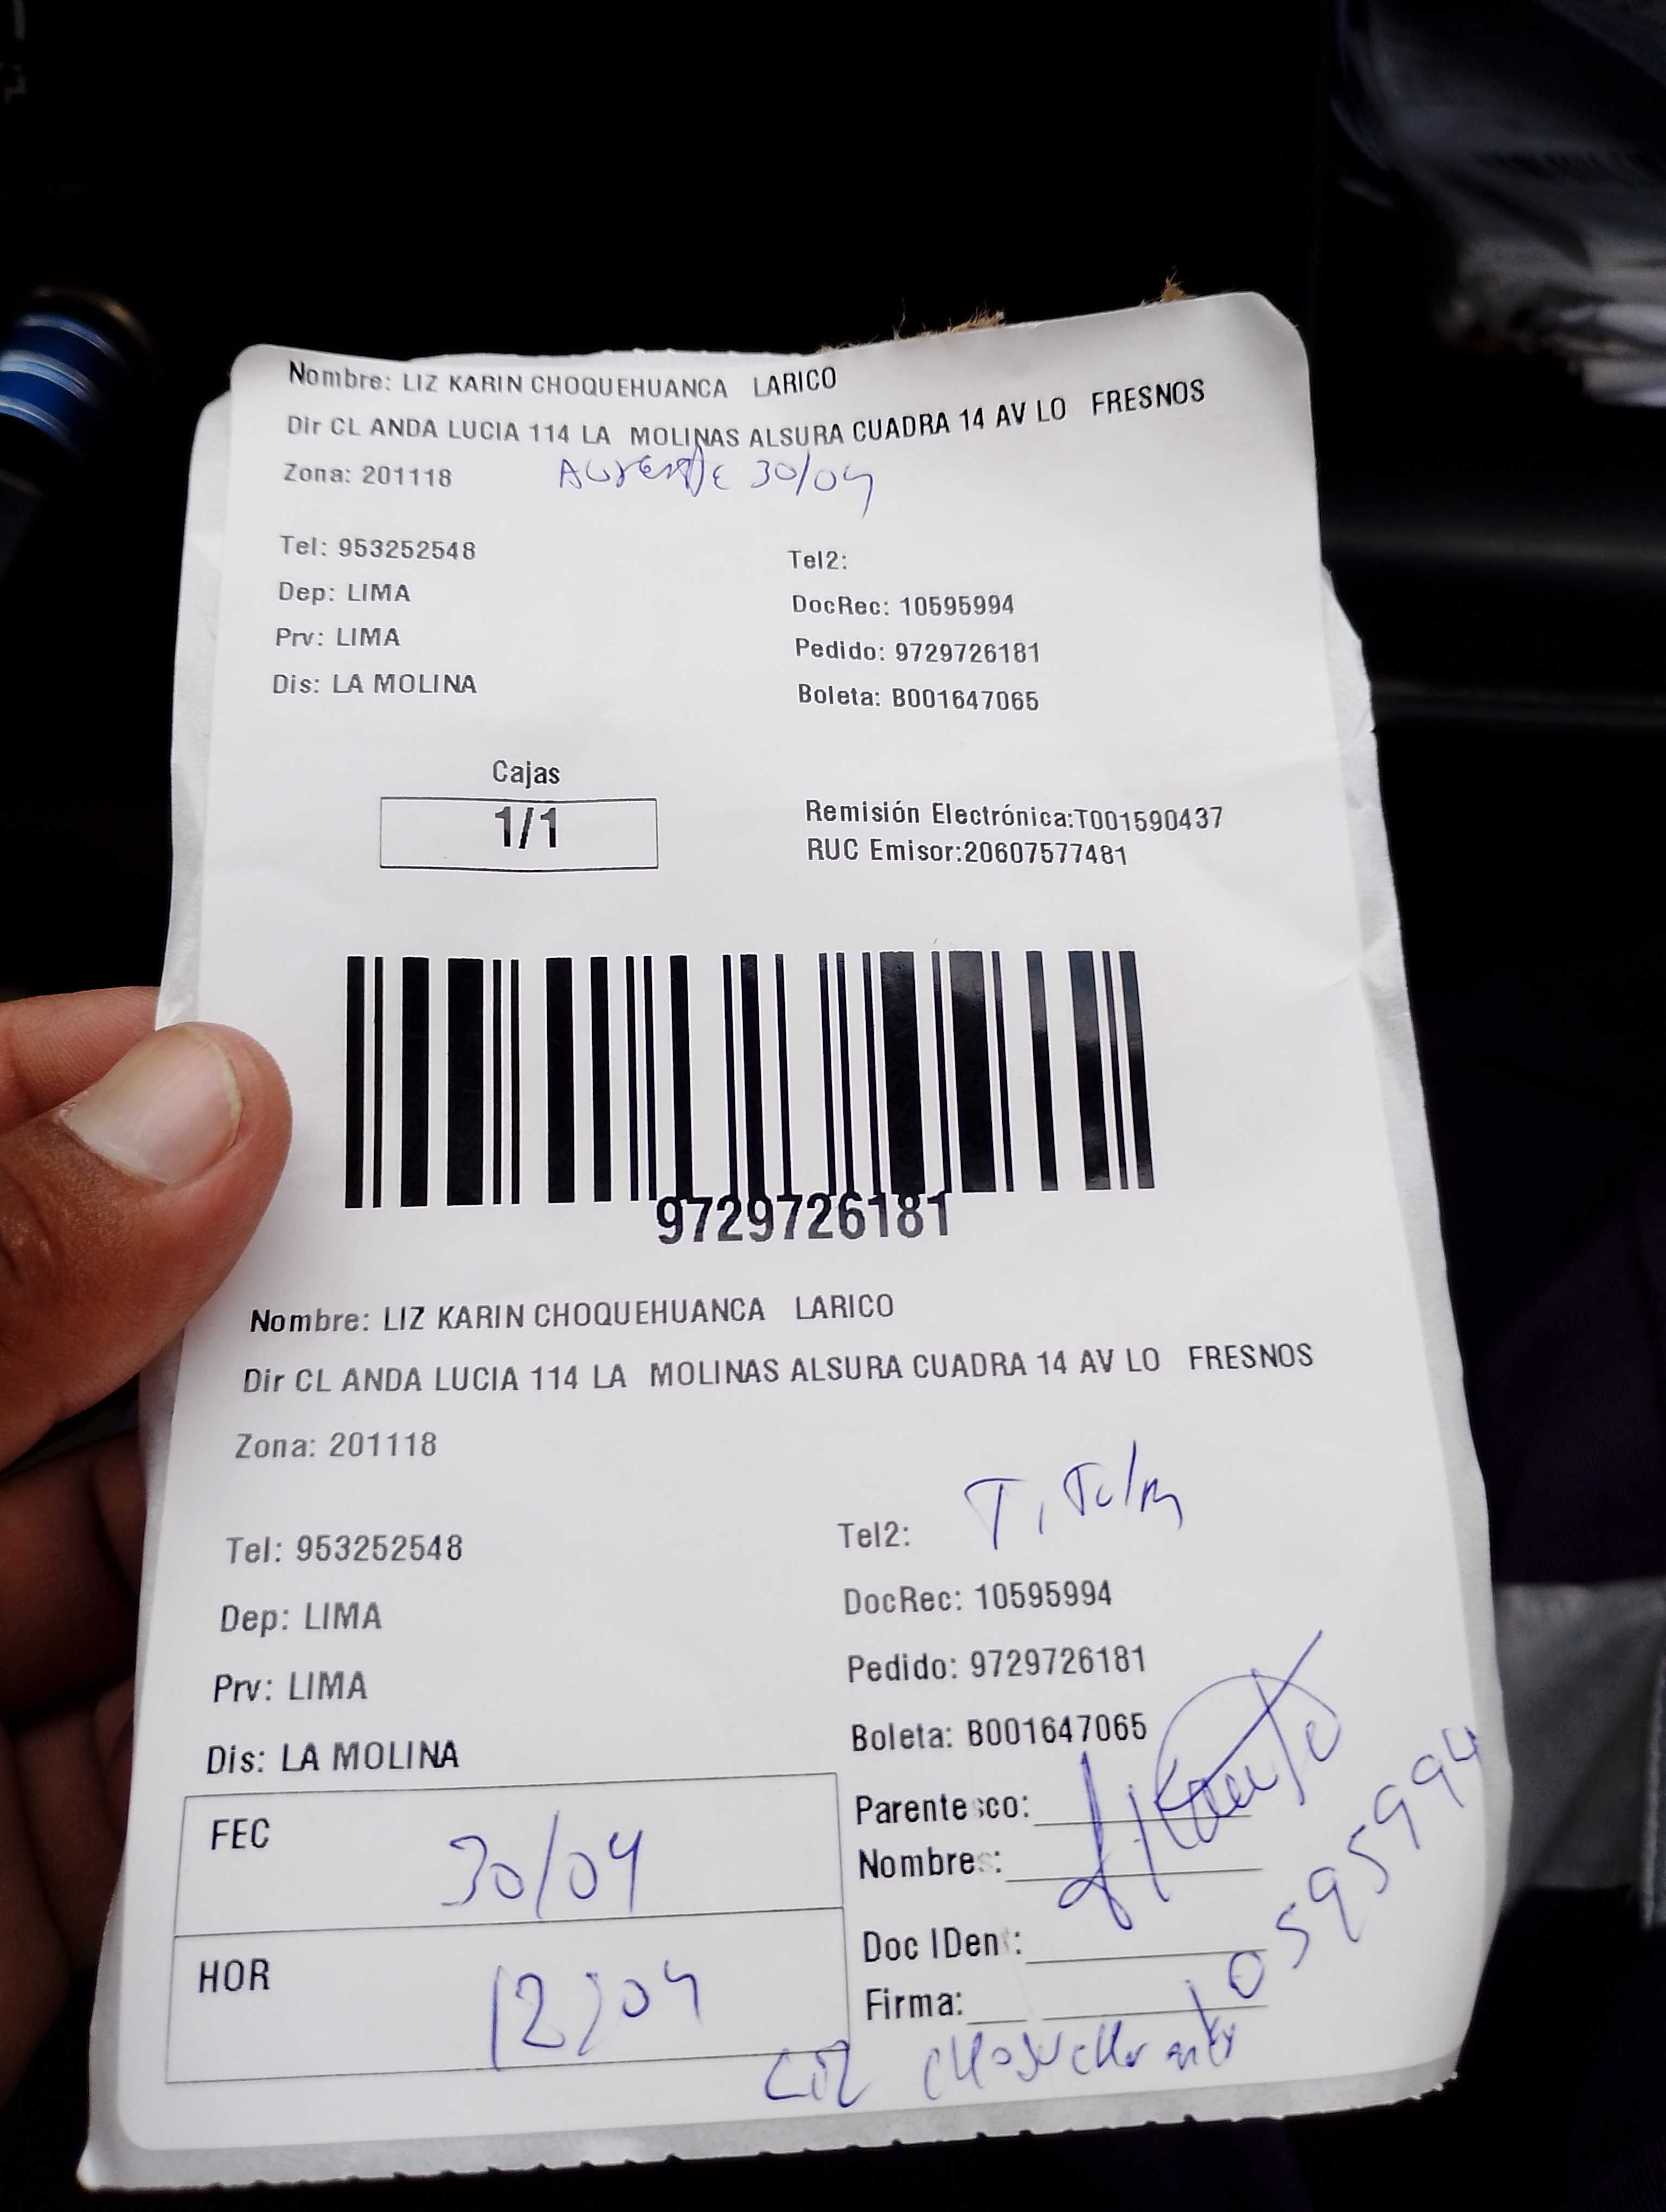 Nombre: LIZ KARIN CHOQUEHUANCA LARICO
Dir CL ANDA LUCIA 114 LA MOLINAS ALSURA CUADRA 14 AV LO FRESNOS
Zona: 201118 AUSENTE 30/04
Tel: 953252548 Tel2:
Dep: LIMA DocRec: 10595994
Prv: LIMA Pedido: 9729726181
Dis: LA MOLINA Boleta: B001647065
Cajas
1/1
Remisión Electrónica:T001590437
RUC Emisor:20607577481
9729726181
Nombre: LIZ KARIN CHOQUEHUANCA LARICO
Dir CL ANDA LUCIA 114 LA MOLINAS ALSURA CUADRA 14 AV LO FRESNOS
Zona: 201118
Tel: 953252548 Tel2:
Dep: LIMA DocRec: 10595994
Prv: LIMA Pedido: 9729726181
Dis: LA MOLINA Boleta: B001647065
FEC 30/04
HOR 12:04
Parentesco:
Nombres:
Doc IDent:
Firma:
10595994
Liz Choquehuanca